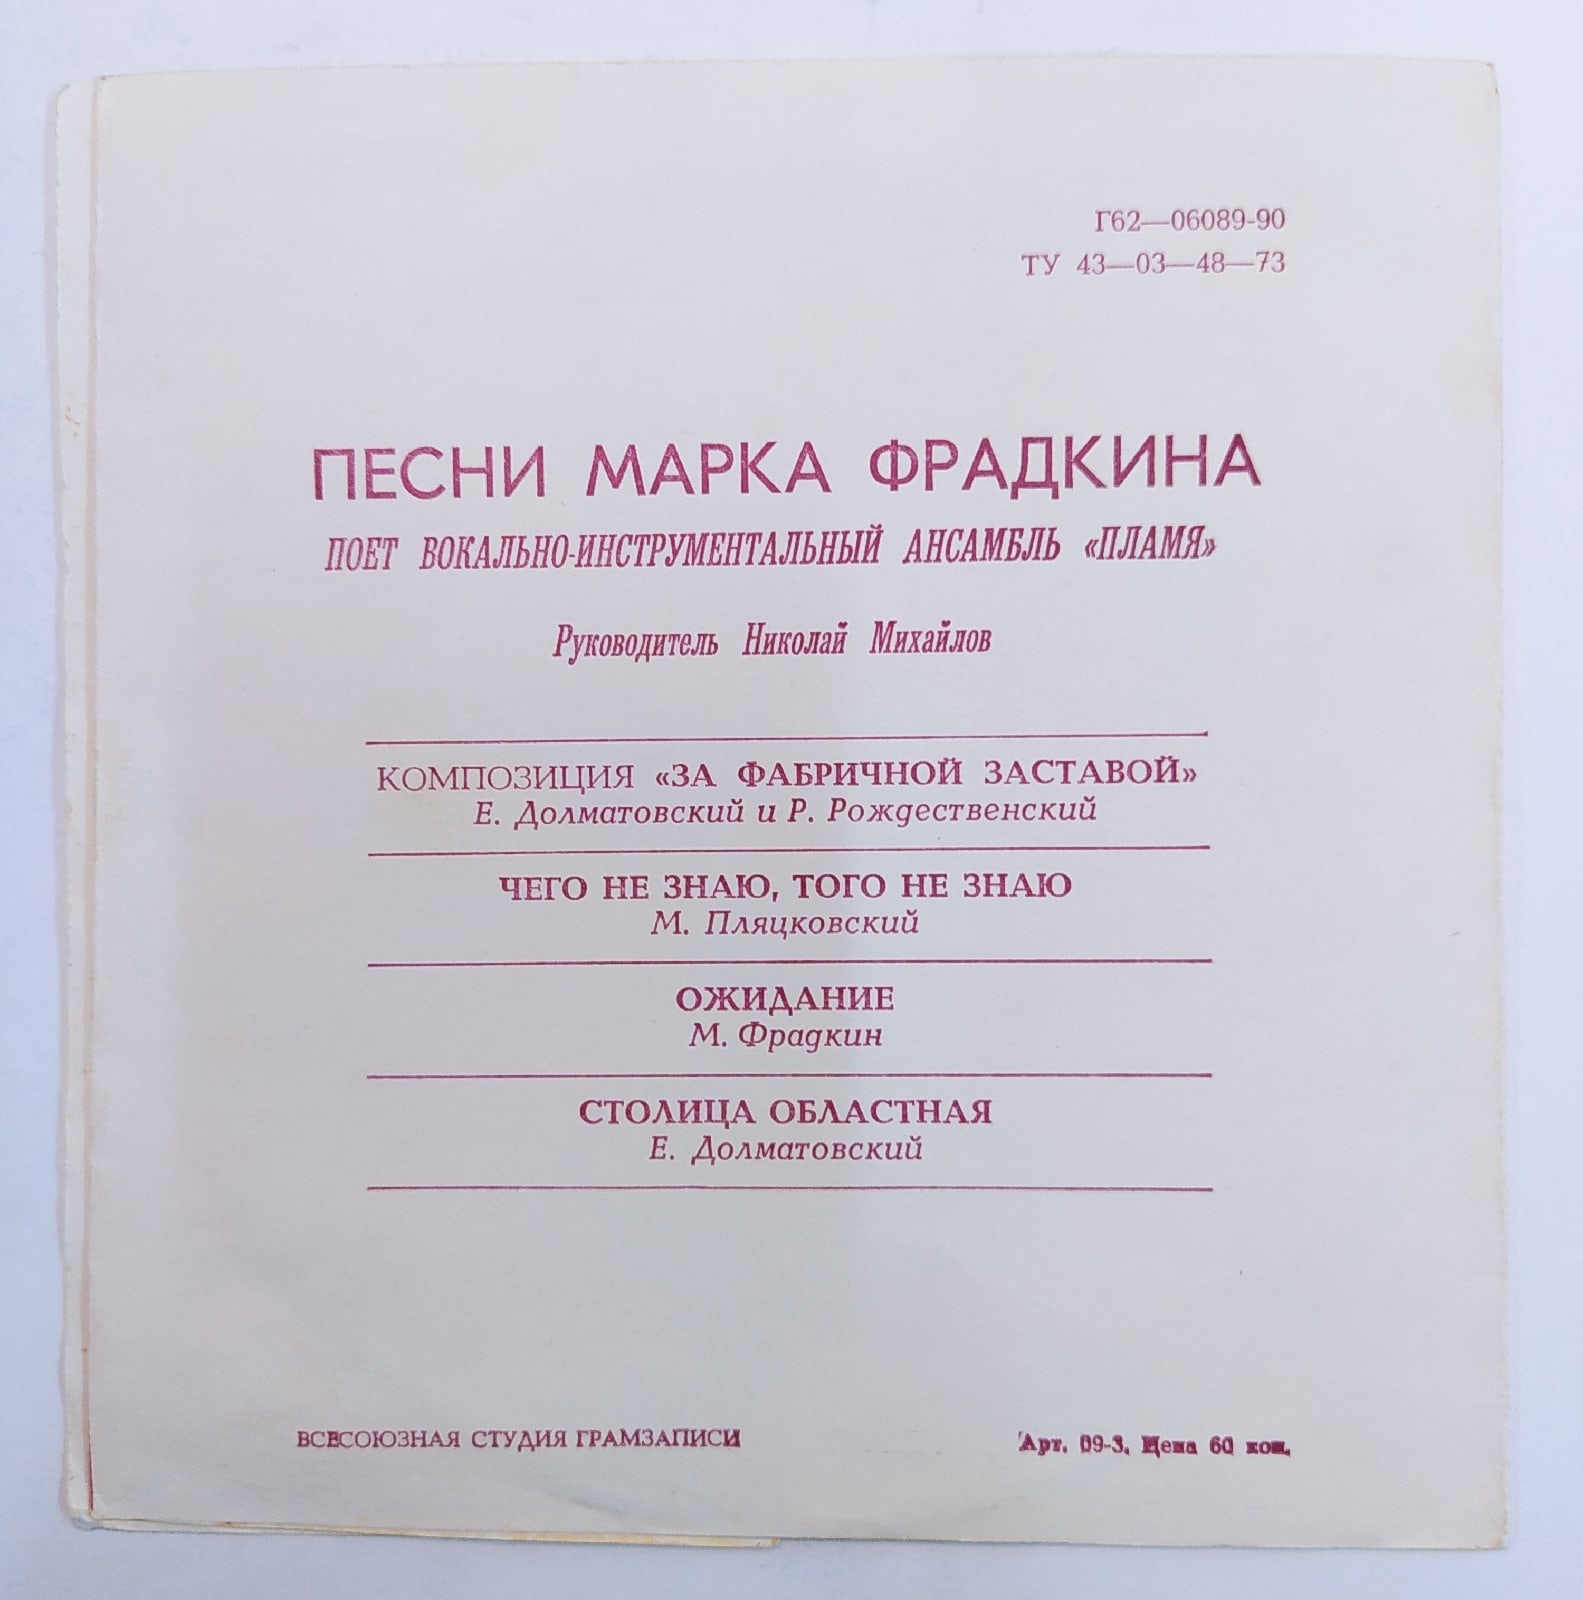 Г62—06089-90
ТУ 43—03—48—73
ПЕСНИ МАРКА ФРАДКИНА
ПОЕТ ВОКАЛЬНО-ИНСТРУМЕНТАЛЬНЫЙ АНСАМБЛЬ «ПЛАМЯ»
Руководитель Николай Михайлов
КОМПОЗИЦИЯ «ЗА ФАБРИЧНОЙ ЗАСТАВОЙ»
Е. Долматовский и Р. Рождественский
ЧЕГО НЕ ЗНАЮ, ТОГО НЕ ЗНАЮ
М. Пляцковский
ОЖИДАНИЕ
М. Фрадкин
СТОЛИЦА ОБЛАСТНАЯ
Е. Долматовский
ВСЕСОЮЗНАЯ СТУДИЯ ГРАМЗАПИСИ
Арт. 09-3. Цена 60 коп.